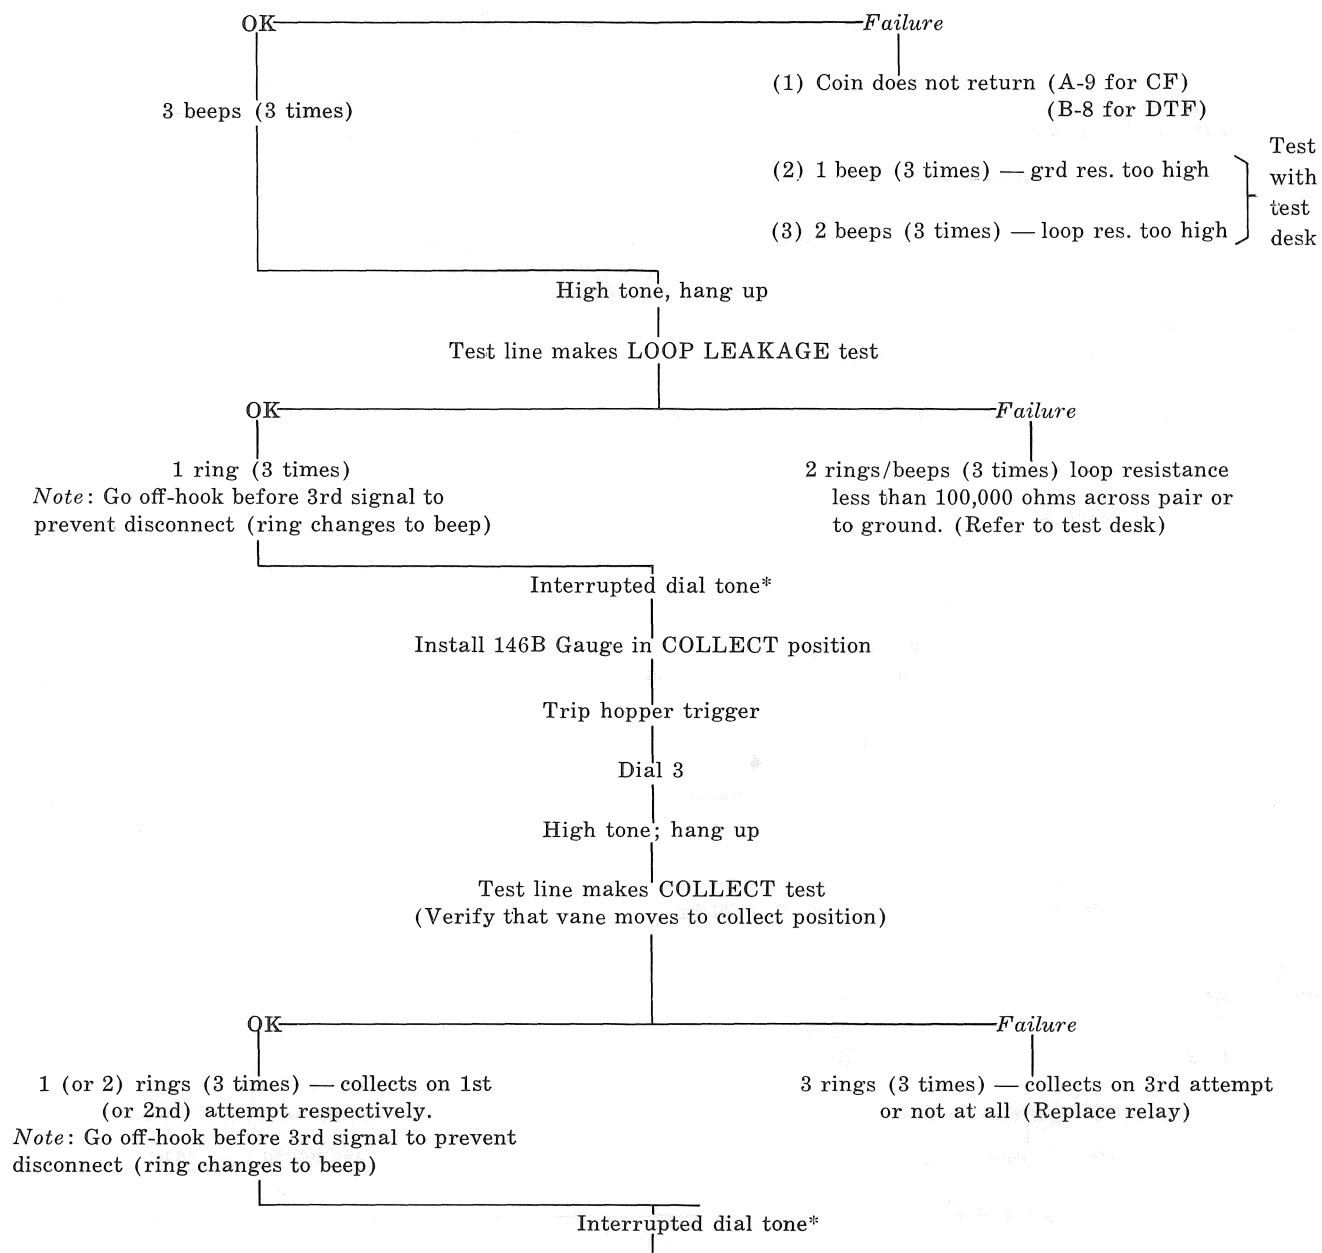 OK
Failure
(1) Coin does not return (A-9 for CF)
(B-8 for DTF)
3 beeps (3 times)
(2) 1 beep (3 times) — grd res. too high
(3) 2 beeps (3 times) — loop res. too high
Test
with
test
desk
High tone, hang up
Test line makes LOOP LEAKAGE test
OK
Failure
1 ring (3 times)
Note: Go off-hook before 3rd signal to
prevent disconnect (ring changes to beep)
2 rings/beeps (3 times) loop resistance
less than 100,000 ohms across pair or
to ground. (Refer to test desk)
Interrupted dial tone*
Install 146B Gauge in COLLECT position
Trip hopper trigger
Dial 3
High tone; hang up
Test line makes COLLECT test
(Verify that vane moves to collect position)
OK
Failure
1 (or 2) rings (3 times) — collects on 1st
(or 2nd) attempt respectively.
Note: Go off-hook before 3rd signal to prevent
disconnect (ring changes to beep)
3 rings (3 times) — collects on 3rd attempt
or not at all (Replace relay)
Interrupted dial tone*